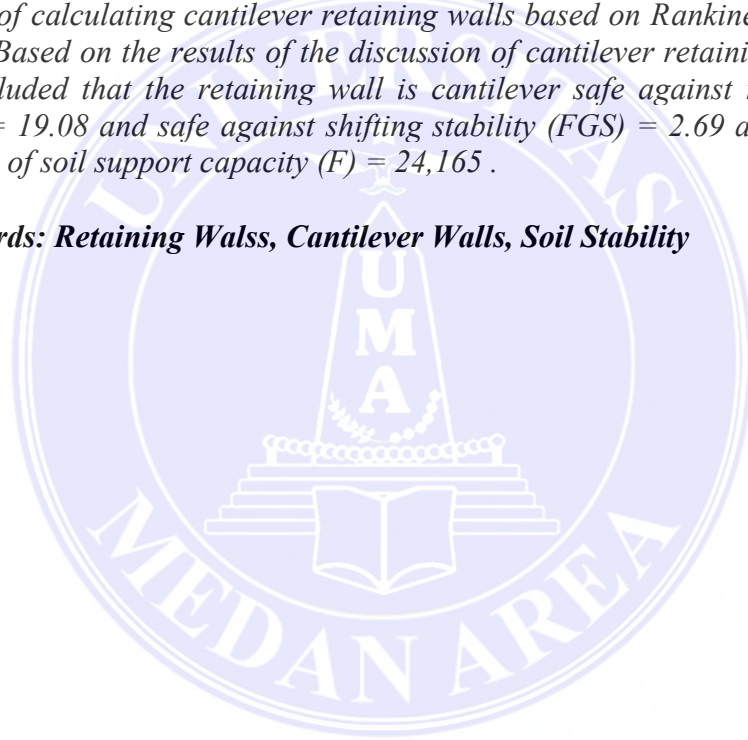 of calculating cantilever retaining walls based on Rankine
Based on the results of the discussion of cantilever retaini
luded that the retaining wall is cantilever safe against
= 19.08 and safe against shifting stability (FGS) = 2.69 a
of soil support capacity (F) = 24,165 .
rds: Retaining Walss, Cantilever Walls, Soil Stability
UNIVERSITAS
UMA
MEDAN AREA